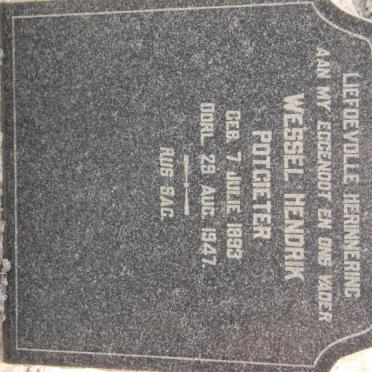 LIEFDEVOLLE HERINNERING
AAN MY EGGENOOT EN ONS VADER
WESSEL HENDRIK
POTGIETER
GEB. 7 JULIE 1893
OORL. 29 AUG. 1947.
RUS SAG.